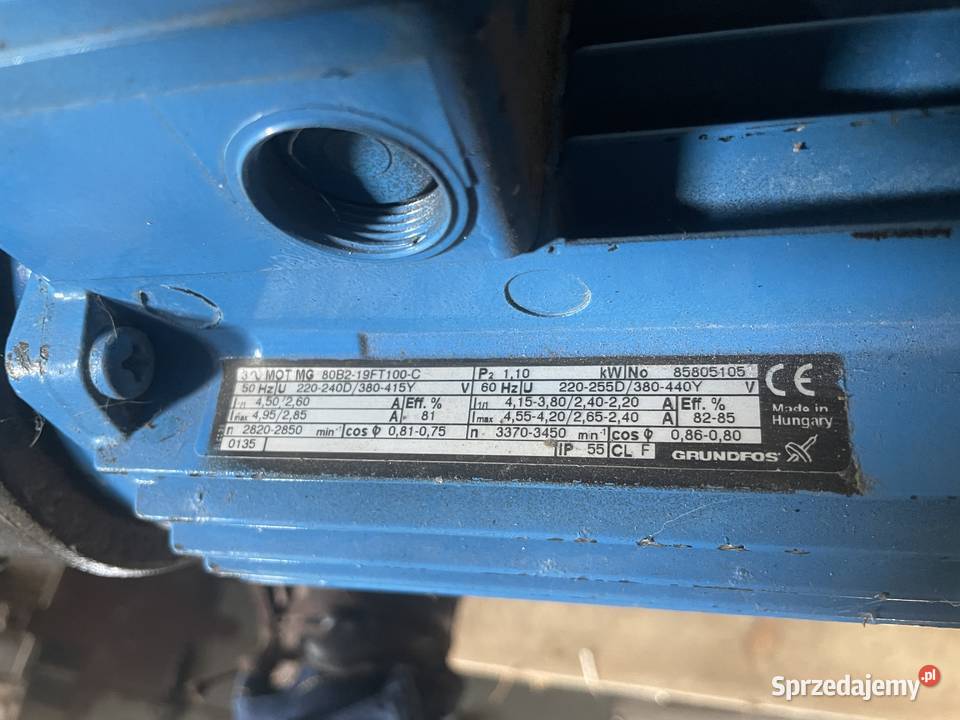 3∿ MOT MG 80B2-19FT100-C P₂ 1,10 kW No 85805105
50 Hz U 220-240D/380-415Y V 60 Hz U 220-255D/380-440Y V
I₁/₁ 4,50/2,60 A Eff. % I₁/₁ 4,15-3,80/2,40-2,20 A Eff. %
Imax 4,95/2,85 A 81 Imax 4,55-4,20/2,65-2,40 A 82-85
n 2820-2850 min⁻¹ cos φ 0,81-0,75 n 3370-3450 min⁻¹ cos φ 0,86-0,80
0135 IP 55 CL F
CE
Made in
Hungary
GRUNDFOS
Sprzedajemy.pl